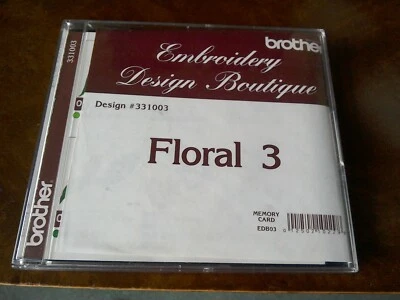 brother
Embroidery
Design Boutique
Design #331003
Floral 3
MEMORY
CARD
EDB03
331003
brother